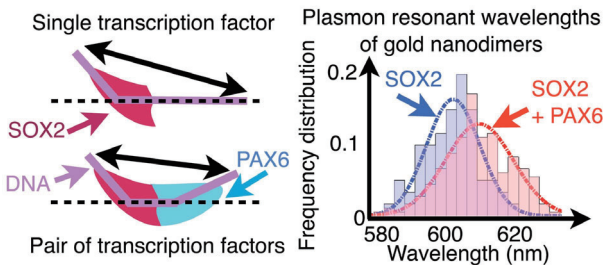 Single transcription factor
SOX2
DNA
PAX6
Pair of transcription factors
Plasmon resonant wavelengths
of gold nanodimers
Frequency distribution
0.2
0.1
0
SOX2
SOX2
+ PAX6
580
600
620
Wavelength (nm)